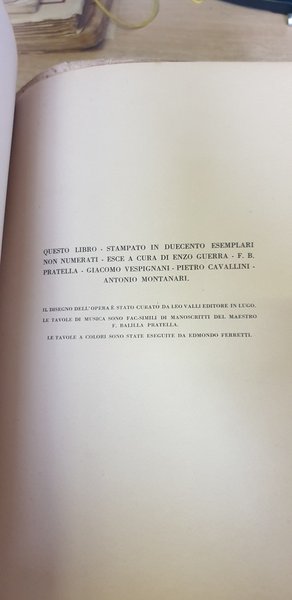 QUESTO LIBRO - STAMPATO IN DUECENTO ESEMPLARI
NON NUMERATI - ESCE A CURA DI ENZO GUERRA - F. B.
PRATELLA - GIACOMO VESPIGNANI - PIETRO CAVALLINI -
ANTONIO MONTANARI.
IL DISEGNO DELL'OPERA È STATO CURATO DA LEO VALLI EDITORE IN LUGO.
LE TAVOLE DI MUSICA SONO FAC-SIMILI DI MANOSCRITTI DEL MAESTRO
F. BALILLA PRATELLA.
LE TAVOLE A COLORI SONO STATE ESEGUITE DA EDMONDO FERRETTI.